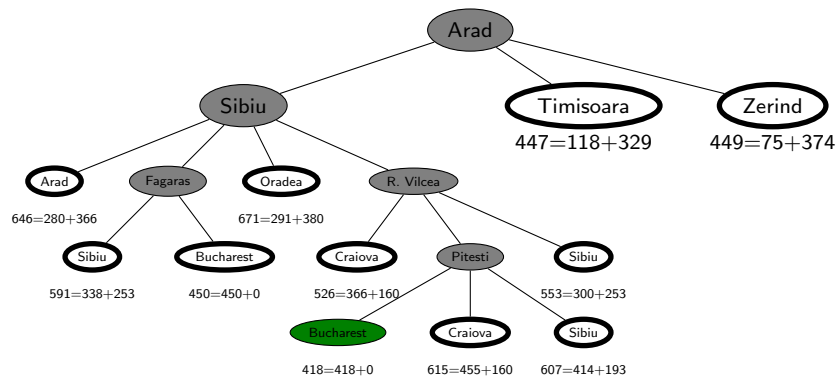 Arad
Sibiu
Timisoara
Zerind
447=118+329
449=75+374
Arad
Fagaras
Oradea
R. Vilcea
646=280+366
671=291+380
Sibiu
Bucharest
Craiova
Pitesti
Sibiu
591=338+253
450=450+0
526=366+160
553=300+253
Bucharest
Craiova
Sibiu
418=418+0
615=455+160
607=414+193